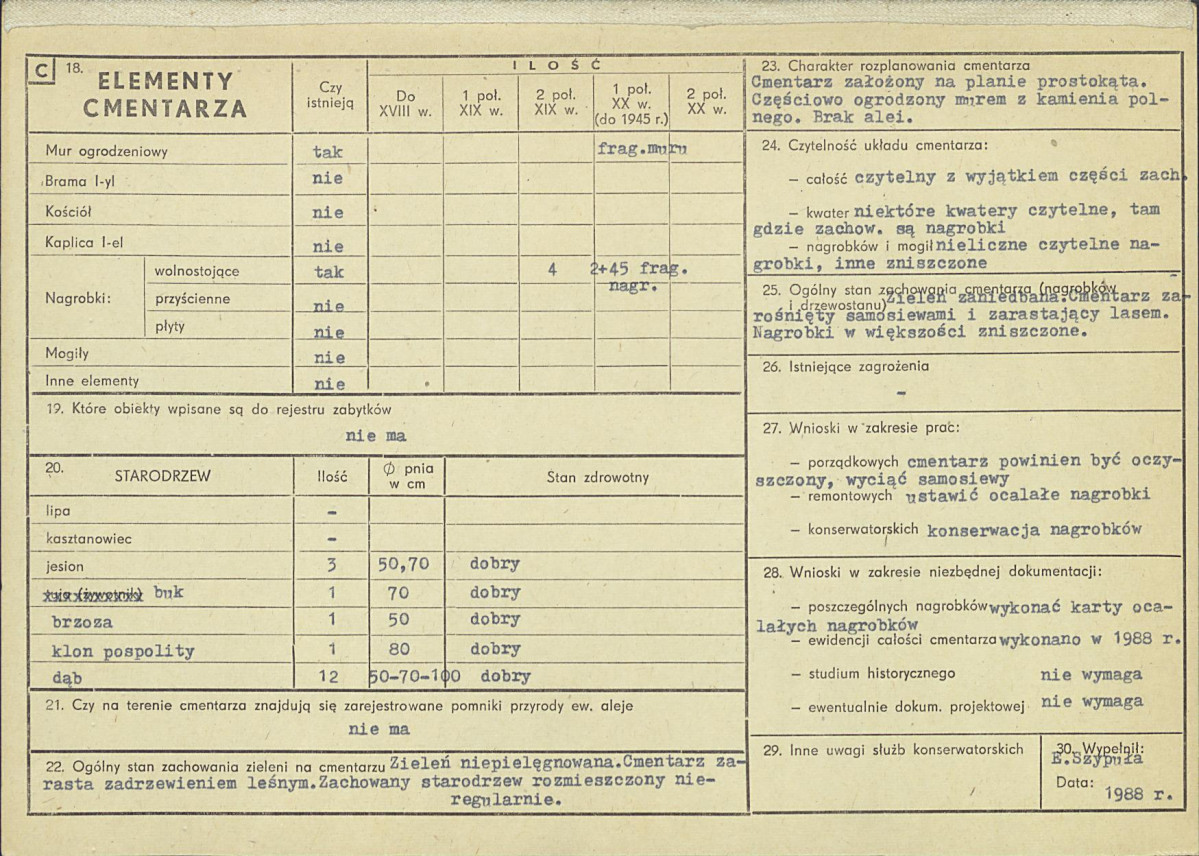 C 18. ELEMENTY CMENTARZA
Czy istnieją
ILOŚĆ
Do XVIII w.
1 poł. XIX w.
2 poł. XIX w.
1 poł. XX w. (do 1945 r.)
2 poł. XX w.
Mur ogrodzeniowy tak frag.muru
Brama I-yl nie
Kościół nie
Kaplica I-el nie
Nagrobki:
wolnostojące tak 4 2+45 frag.
nagr.
przyścienne nie
płyty nie
Mogiły nie
Inne elementy nie
19. Które obiekty wpisane są do rejestru zabytków
nie ma
20. STARODRZEW Ilość Ø pnia w cm Stan zdrowotny
lipa –
kasztanowiec –
jesion 3 50,70 dobry
tuja (żywotnik) buk 1 70 dobry
brzoza 1 50 dobry
klon pospolity 1 80 dobry
dąb 12 50-70-100 dobry
21. Czy na terenie cmentarza znajdują się zarejestrowane pomniki przyrody ew. aleje
nie ma
22. Ogólny stan zachowania zieleni na cmentarzu Zieleń niepielęgnowana.Cmentarz za-
rasta zadrzewieniem leśnym.Zachowany starodrzew rozmieszczony nie-
regularnie.
23. Charakter rozplanowania cmentarza
Cmentarz założony na planie prostokąta.
Częściowo ogrodzony murem z kamienia pol-
nego. Brak alei.
24. Czytelność układu cmentarza:
– całość czytelny z wyjątkiem części zach.
– kwater niektóre kwatery czytelne, tam
gdzie zachow. są nagrobki
– nagrobków i mogił nieliczne czytelne na-
grobki, inne zniszczone
25. Ogólny stan zachowania cmentarza (nagrobków
i drzewostanu) Zieleń zaniedbana.Cmentarz za-
rośnięty samosiewami i zarastający lasem.
Nagrobki w większości zniszczone.
26. Istniejące zagrożenia
–
27. Wnioski w zakresie prac:
– porządkowych cmentarz powinien być oczy-
szczony, wyciąć samosiewy
– remontowych ustawić ocalałe nagrobki
– konserwatorskich konserwacja nagrobków
28. Wnioski w zakresie niezbędnej dokumentacji:
– poszczególnych nagrobków wykonać karty oca-
lałych nagrobków
– ewidencji całości cmentarza wykonano w 1988 r.
– studium historycznego nie wymaga
– ewentualnie dokum. projektowej nie wymaga
29. Inne uwagi służb konserwatorskich
30. Wypełnił:
E.Szypuła
Data: 1988 r.